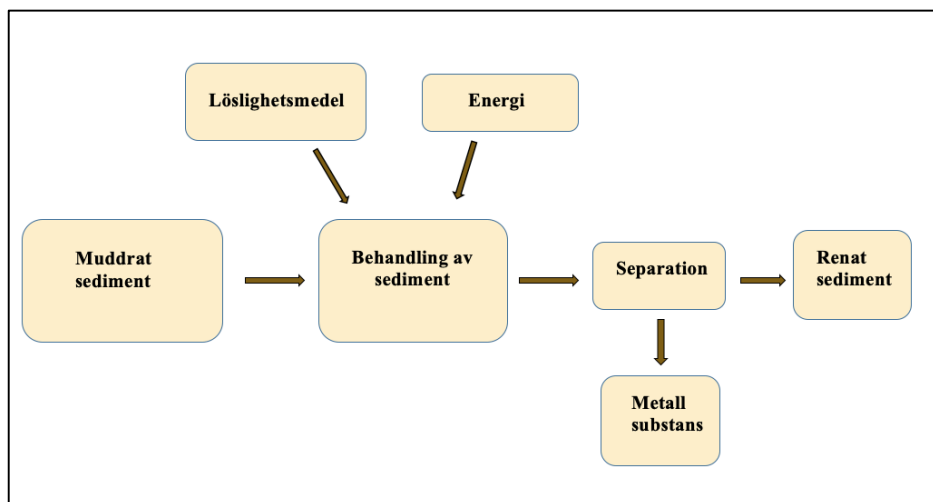 Löslighetsmedel
Energi
Muddrat
sediment
Behandling av
sediment
Separation
Renat
sediment
Metall
substans